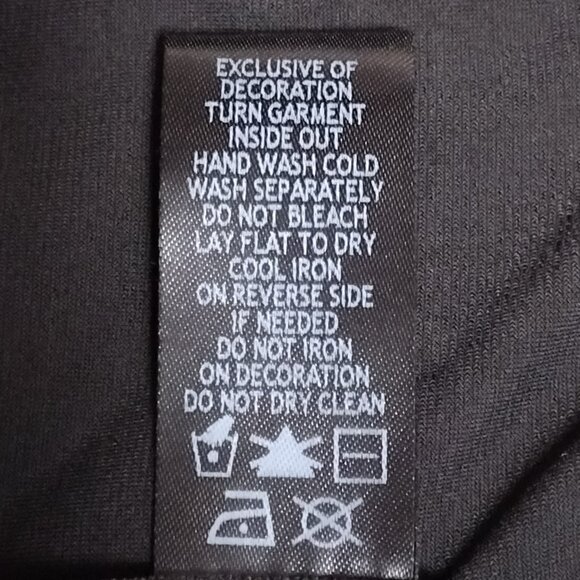 EXCLUSIVE OF
DECORATION
TURN GARMENT
INSIDE OUT
HAND WASH COLD
WASH SEPARATELY
DO NOT BLEACH
LAY FLAT TO DRY
COOL IRON
ON REVERSE SIDE
IF NEEDED
DO NOT IRON
ON DECORATION
DO NOT DRY CLEAN